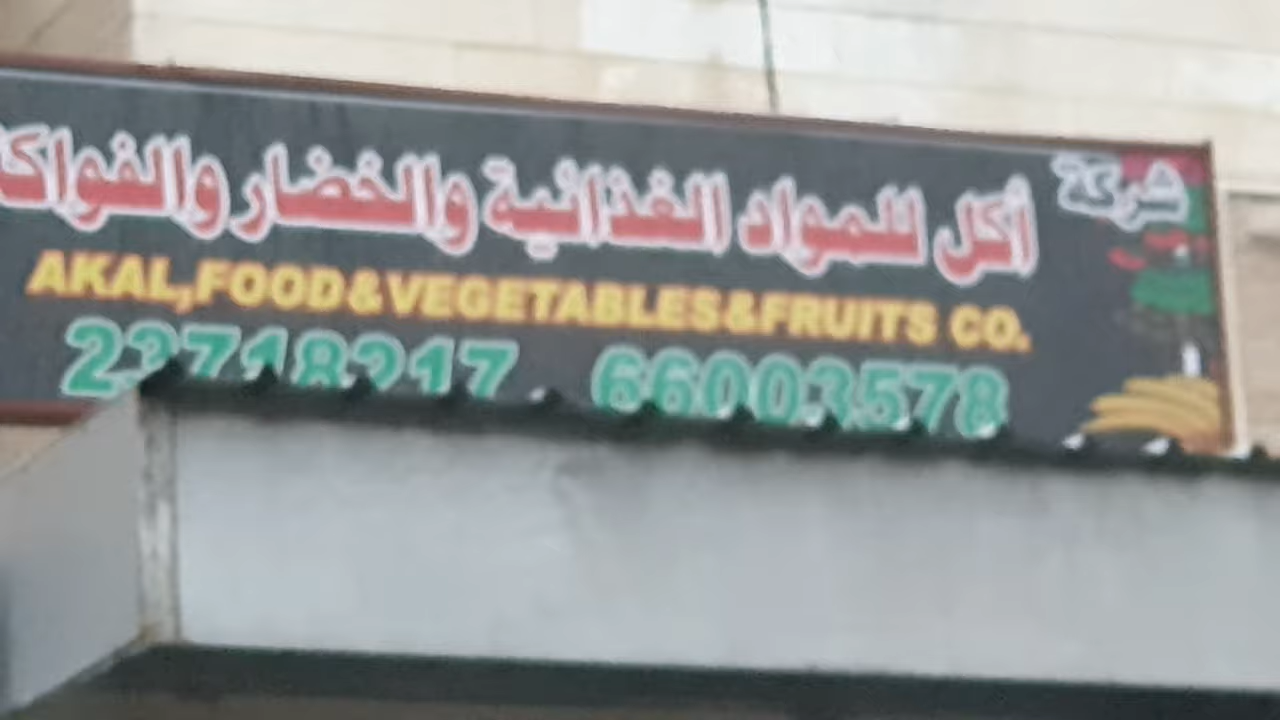 شركة
أكل للمواد الغذائية والخضار والفواكه
AKAL,FOOD&VEGETABLES&FRUITS CO.
66003578